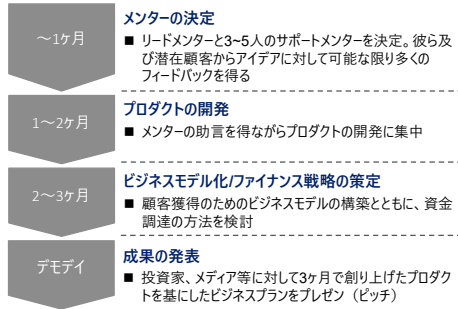 ～1ヶ月
メンターの決定
■ リードメンターと3~5人のサポートメンターを決定。彼ら及
び潜在顧客からアイデアに対して可能な限り多くの
フィードバックを得る
1～2ヶ月
プロダクトの開発
■ メンターの助言を得ながらプロダクトの開発に集中
2～3ヶ月
ビジネスモデル化/ファイナンス戦略の策定
■ 顧客獲得のためのビジネスモデルの構築とともに、資金
調達の方法を検討
デモデイ
成果の発表
■ 投資家、メディア等に対して3ヶ月で創り上げたプロダク
トを基にしたビジネスプランをプレゼン（ピッチ）